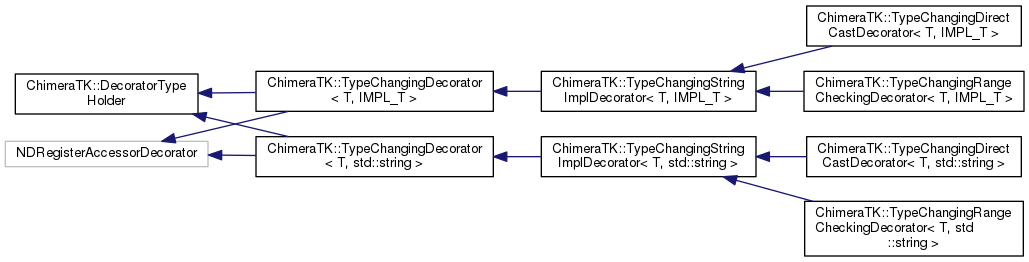 ChimeraTK::DecoratorType
Holder
NDRegisterAccessorDecorator
ChimeraTK::TypeChangingDecorator
< T, IMPL_T >
ChimeraTK::TypeChangingDecorator
< T, std::string >
ChimeraTK::TypeChangingString
ImplDecorator< T, IMPL_T >
ChimeraTK::TypeChangingString
ImplDecorator< T, std::string >
ChimeraTK::TypeChangingDirect
CastDecorator< T, IMPL_T >
ChimeraTK::TypeChangingRange
CheckingDecorator< T, IMPL_T >
ChimeraTK::TypeChangingDirect
CastDecorator< T, std::string >
ChimeraTK::TypeChangingRange
CheckingDecorator< T, std
::string >